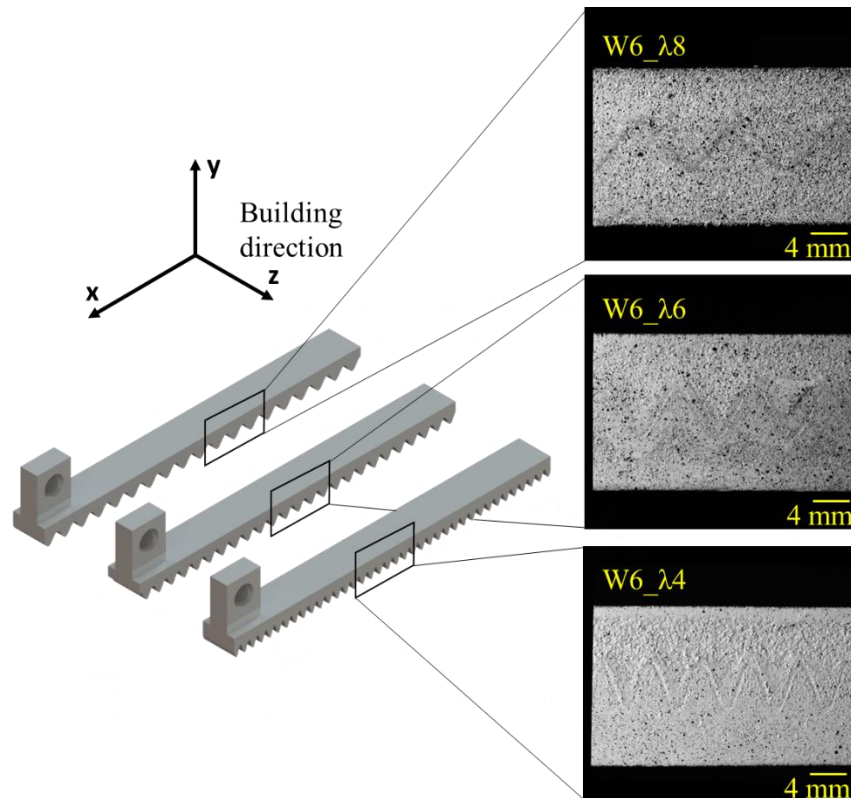 W6_λ8
4 mm
y
Building
direction
x
z
W6_λ6
4 mm
W6_λ4
4 mm